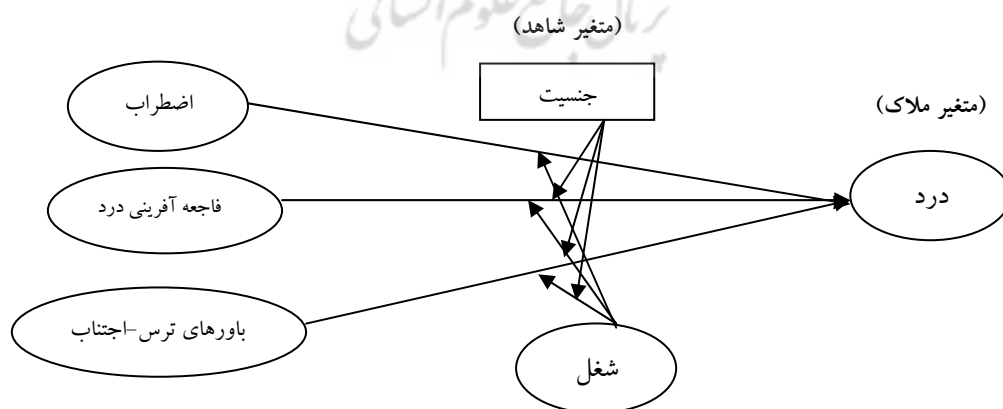 (متغیر شاهد)
جنسیت
(متغیر ملاک)
اضطراب
درد
فاجعه آفرینی درد
باورهای ترس-اجتناب
شغل